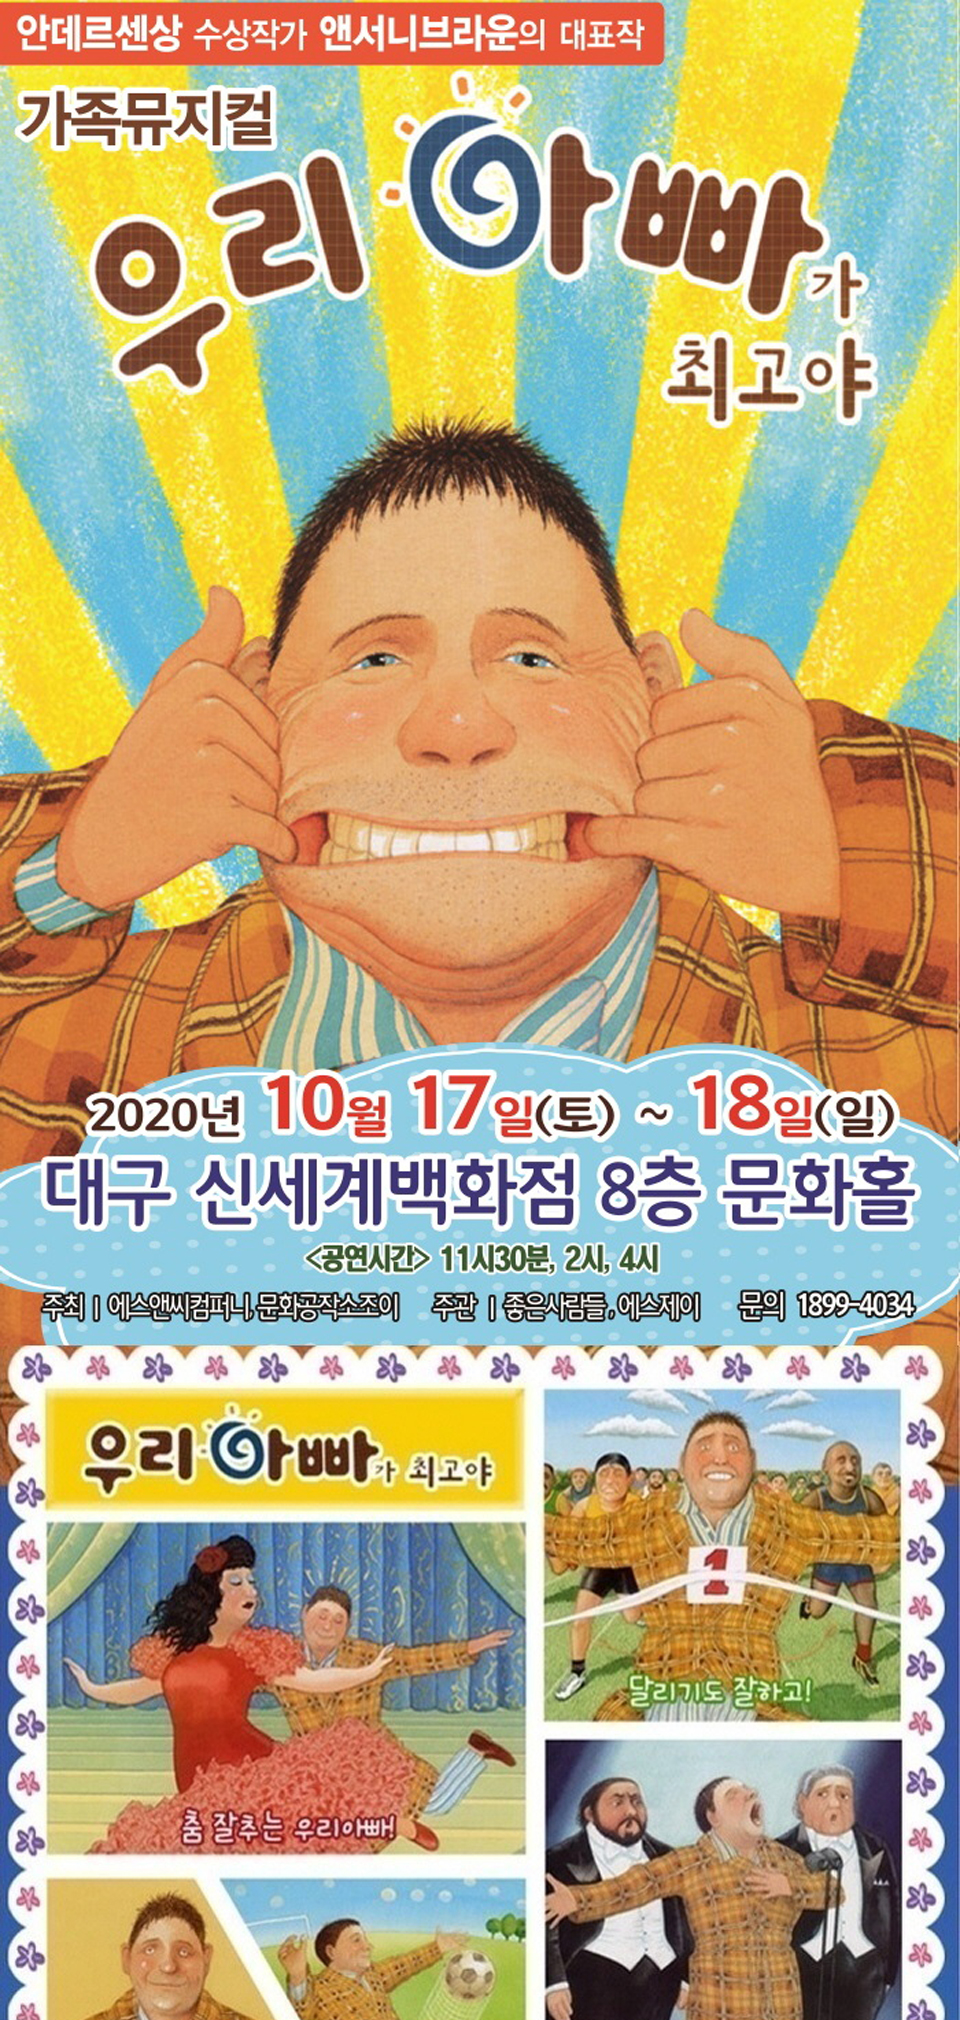 안데르센상 수상작가 앤서니브라운의 대표작
가족뮤지컬
우리 아빠가
최고야
2020년 10월 17일(토) ~ 18일(일)
대구 신세계백화점 8층 문화홀
<공연시간> 11시30분, 2시, 4시
주최 | 에스앤씨컴퍼니, 문화공작소조이 주관 | 좋은사람들, 에스제이 문의 1899-4034
우리 아빠가 최고야
1
달리기도 잘하고!
춤 잘추는 우리아빠!